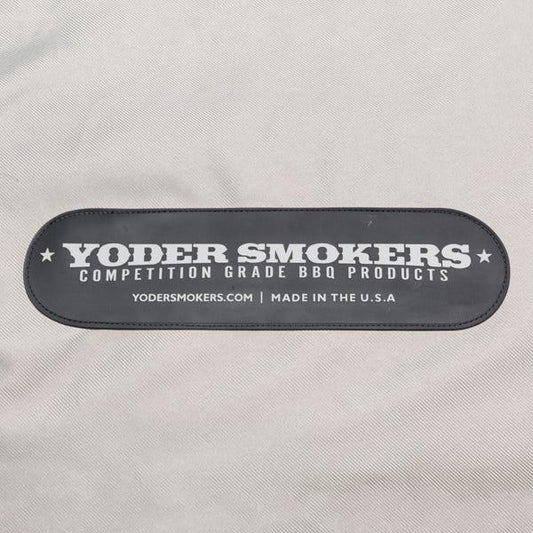 ★ YODER SMOKERS ★
COMPETITION GRADE BBQ PRODUCTS
YODERSMOKERS.COM | MADE IN THE U.S.A